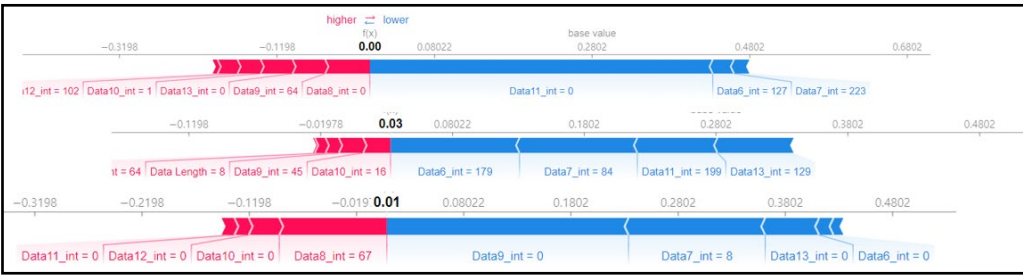 higher ⇄ lower
f(x) base value
−0.3198 −0.1198 0.00 0.08022 0.2802 0.4802 0.6802
12_int = 102 Data10_int = 1 Data13_int = 0 Data9_int = 64 Data8_int = 0 Data11_int = 0 Data6_int = 127 Data7_int = 223
−0.1198 −0.01978 0.03 0.08022 0.1802 0.2802 0.3802 0.4802
t = 64 Data Length = 8 Data9_int = 45 Data10_int = 16 Data6_int = 179 Data7_int = 84 Data11_int = 199 Data13_int = 129
−0.3198 −0.2198 −0.1198 −0.019 0.01 0.08022 0.1802 0.2802 0.3802 0.4802
Data11_int = 0 Data12_int = 0 Data10_int = 0 Data8_int = 67 Data9_int = 0 Data7_int = 8 Data13_int = 0 Data6_int = 0